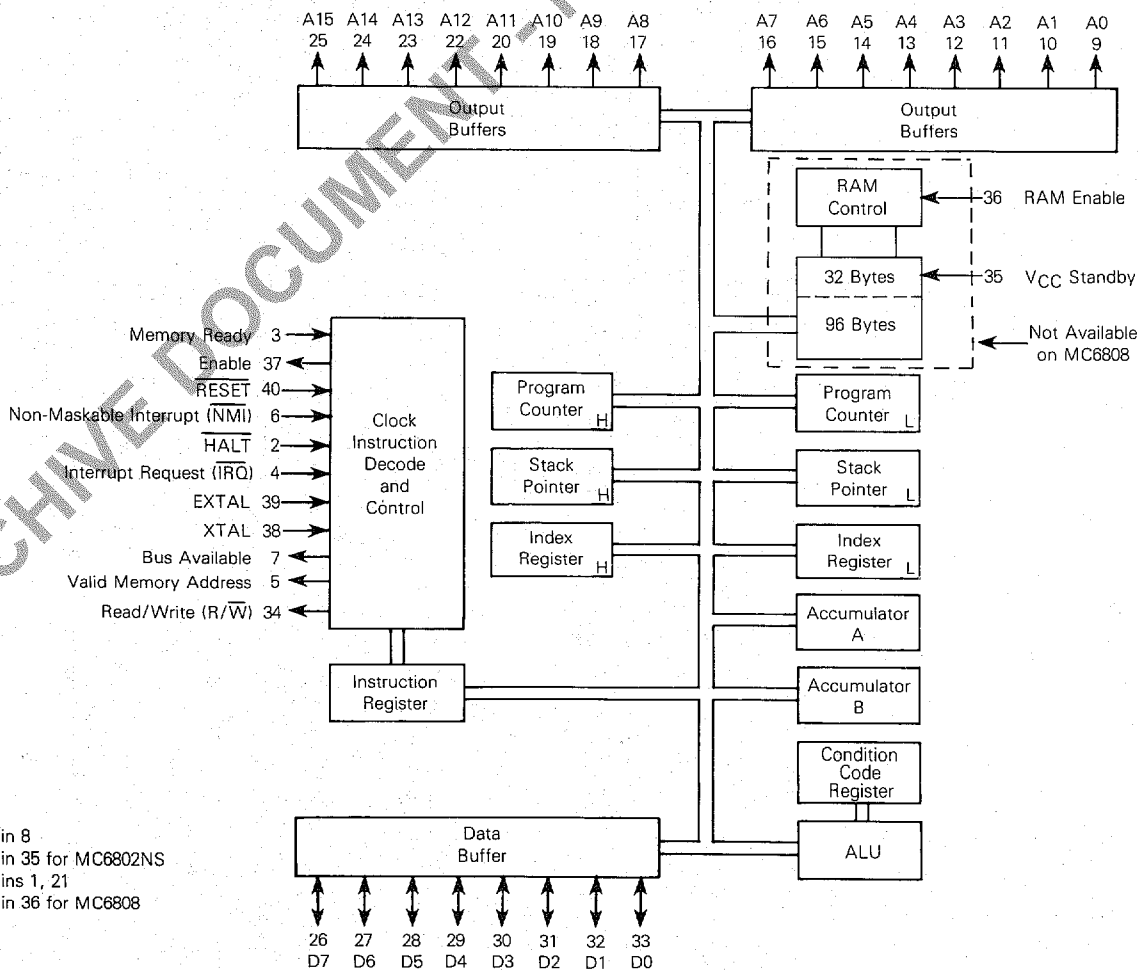 A15 A14 A13 A12 A11 A10 A9 A8
25 24 23 22 20 19 18 17
A7 A6 A5 A4 A3 A2 A1 A0
16 15 14 13 12 11 10 9
Output
Buffers
Output
Buffers
RAM
Control
36 RAM Enable
32 Bytes
35 VCC Standby
96 Bytes
Not Available
on MC6808
CHIVE DOCUMENT -
Memory Ready 3
Enable 37
RESET 40
Non-Maskable Interrupt (NMI) 6
HALT 2
Interrupt Request (IRQ) 4
EXTAL 39
XTAL 38
Bus Available 7
Valid Memory Address 5
Read/Write (R/W) 34
Clock
Instruction
Decode
and
Control
Program
Counter
H
Program
Counter
L
Stack
Pointer
H
Stack
Pointer
L
Index
Register
H
Index
Register
L
Accumulator
A
Instruction
Register
Accumulator
B
Condition
Code
Register
ALU
Data
Buffer
in 8
in 35 for MC6802NS
ins 1, 21
in 36 for MC6808
26 27 28 29 30 31 32 33
D7 D6 D5 D4 D3 D2 D1 D0